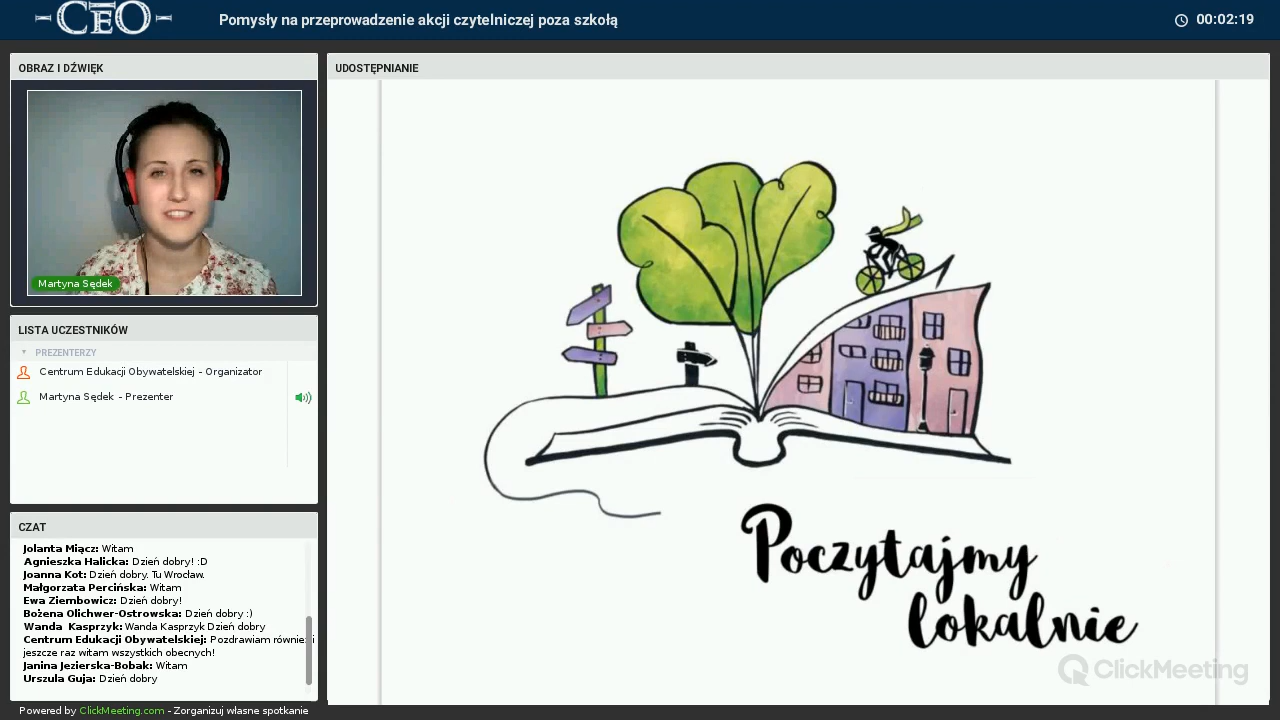 CEO
Pomysły na przeprowadzenie akcji czytelniczej poza szkołą
00:02:19
OBRAZ I DŹWIĘK
Martyna Sędek
LISTA UCZESTNIKÓW
PREZENTERZY
Centrum Edukacji Obywatelskiej - Organizator
Martyna Sędek - Prezenter
CZAT
Jolanta Miącz: Witam
Agnieszka Halicka: Dzień dobry! :D
Joanna Kot: Dzień dobry. Tu Wrocław.
Małgorzata Percińska: Witam
Ewa Ziembowicz: Dzień dobry!
Bożena Olichwer-Ostrowska: Dzień dobry :)
Wanda Kasprzyk: Wanda Kasprzyk Dzień dobry
Centrum Edukacji Obywatelskiej: Pozdrawiam również i
jeszcze raz witam wszystkich obecnych!
Janina Jezierska-Bobak: Witam
Urszula Guja: Dzień dobry
Powered by ClickMeeting.com - Zorganizuj własne spotkanie
UDOSTĘPNIANIE
Poczytajmy
lokalnie
ClickMeeting